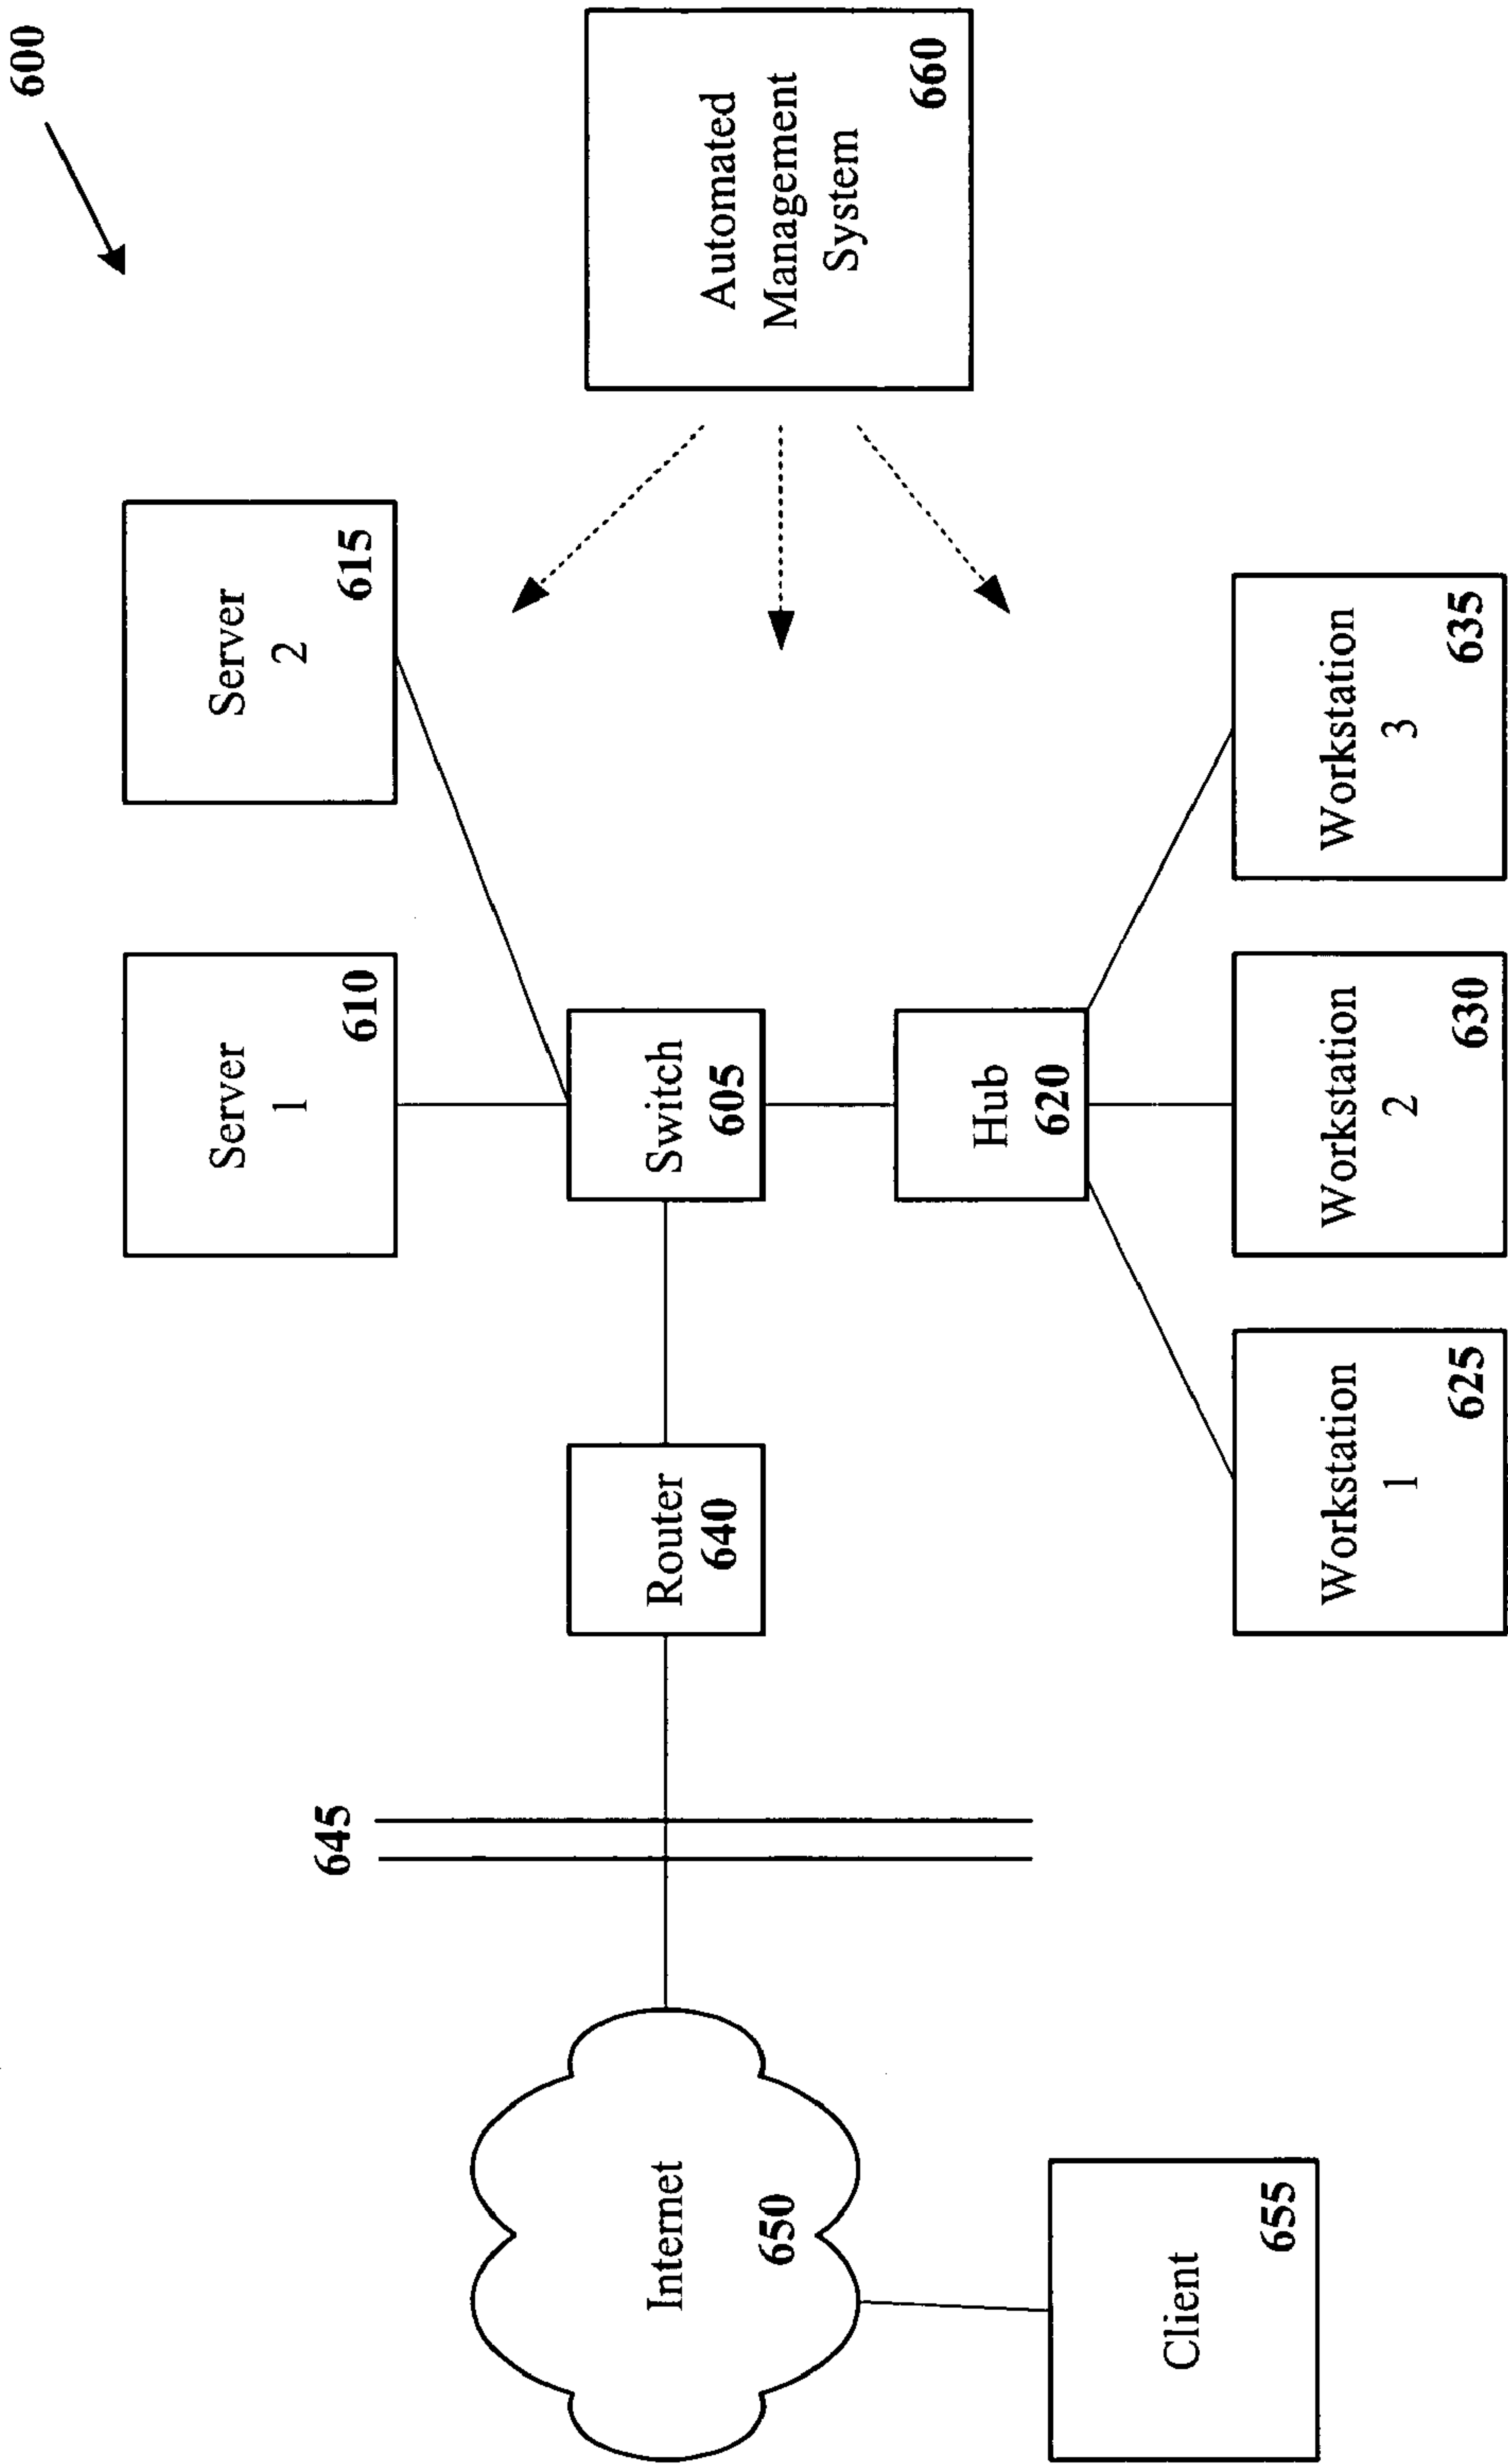 600
Server
1
610
Server
2
615
Automated
Management
System
660
645
Internet
650
Router
640
Switch
605
Hub
620
Client
655
Workstation
1
625
Workstation
2
630
Workstation
3
635